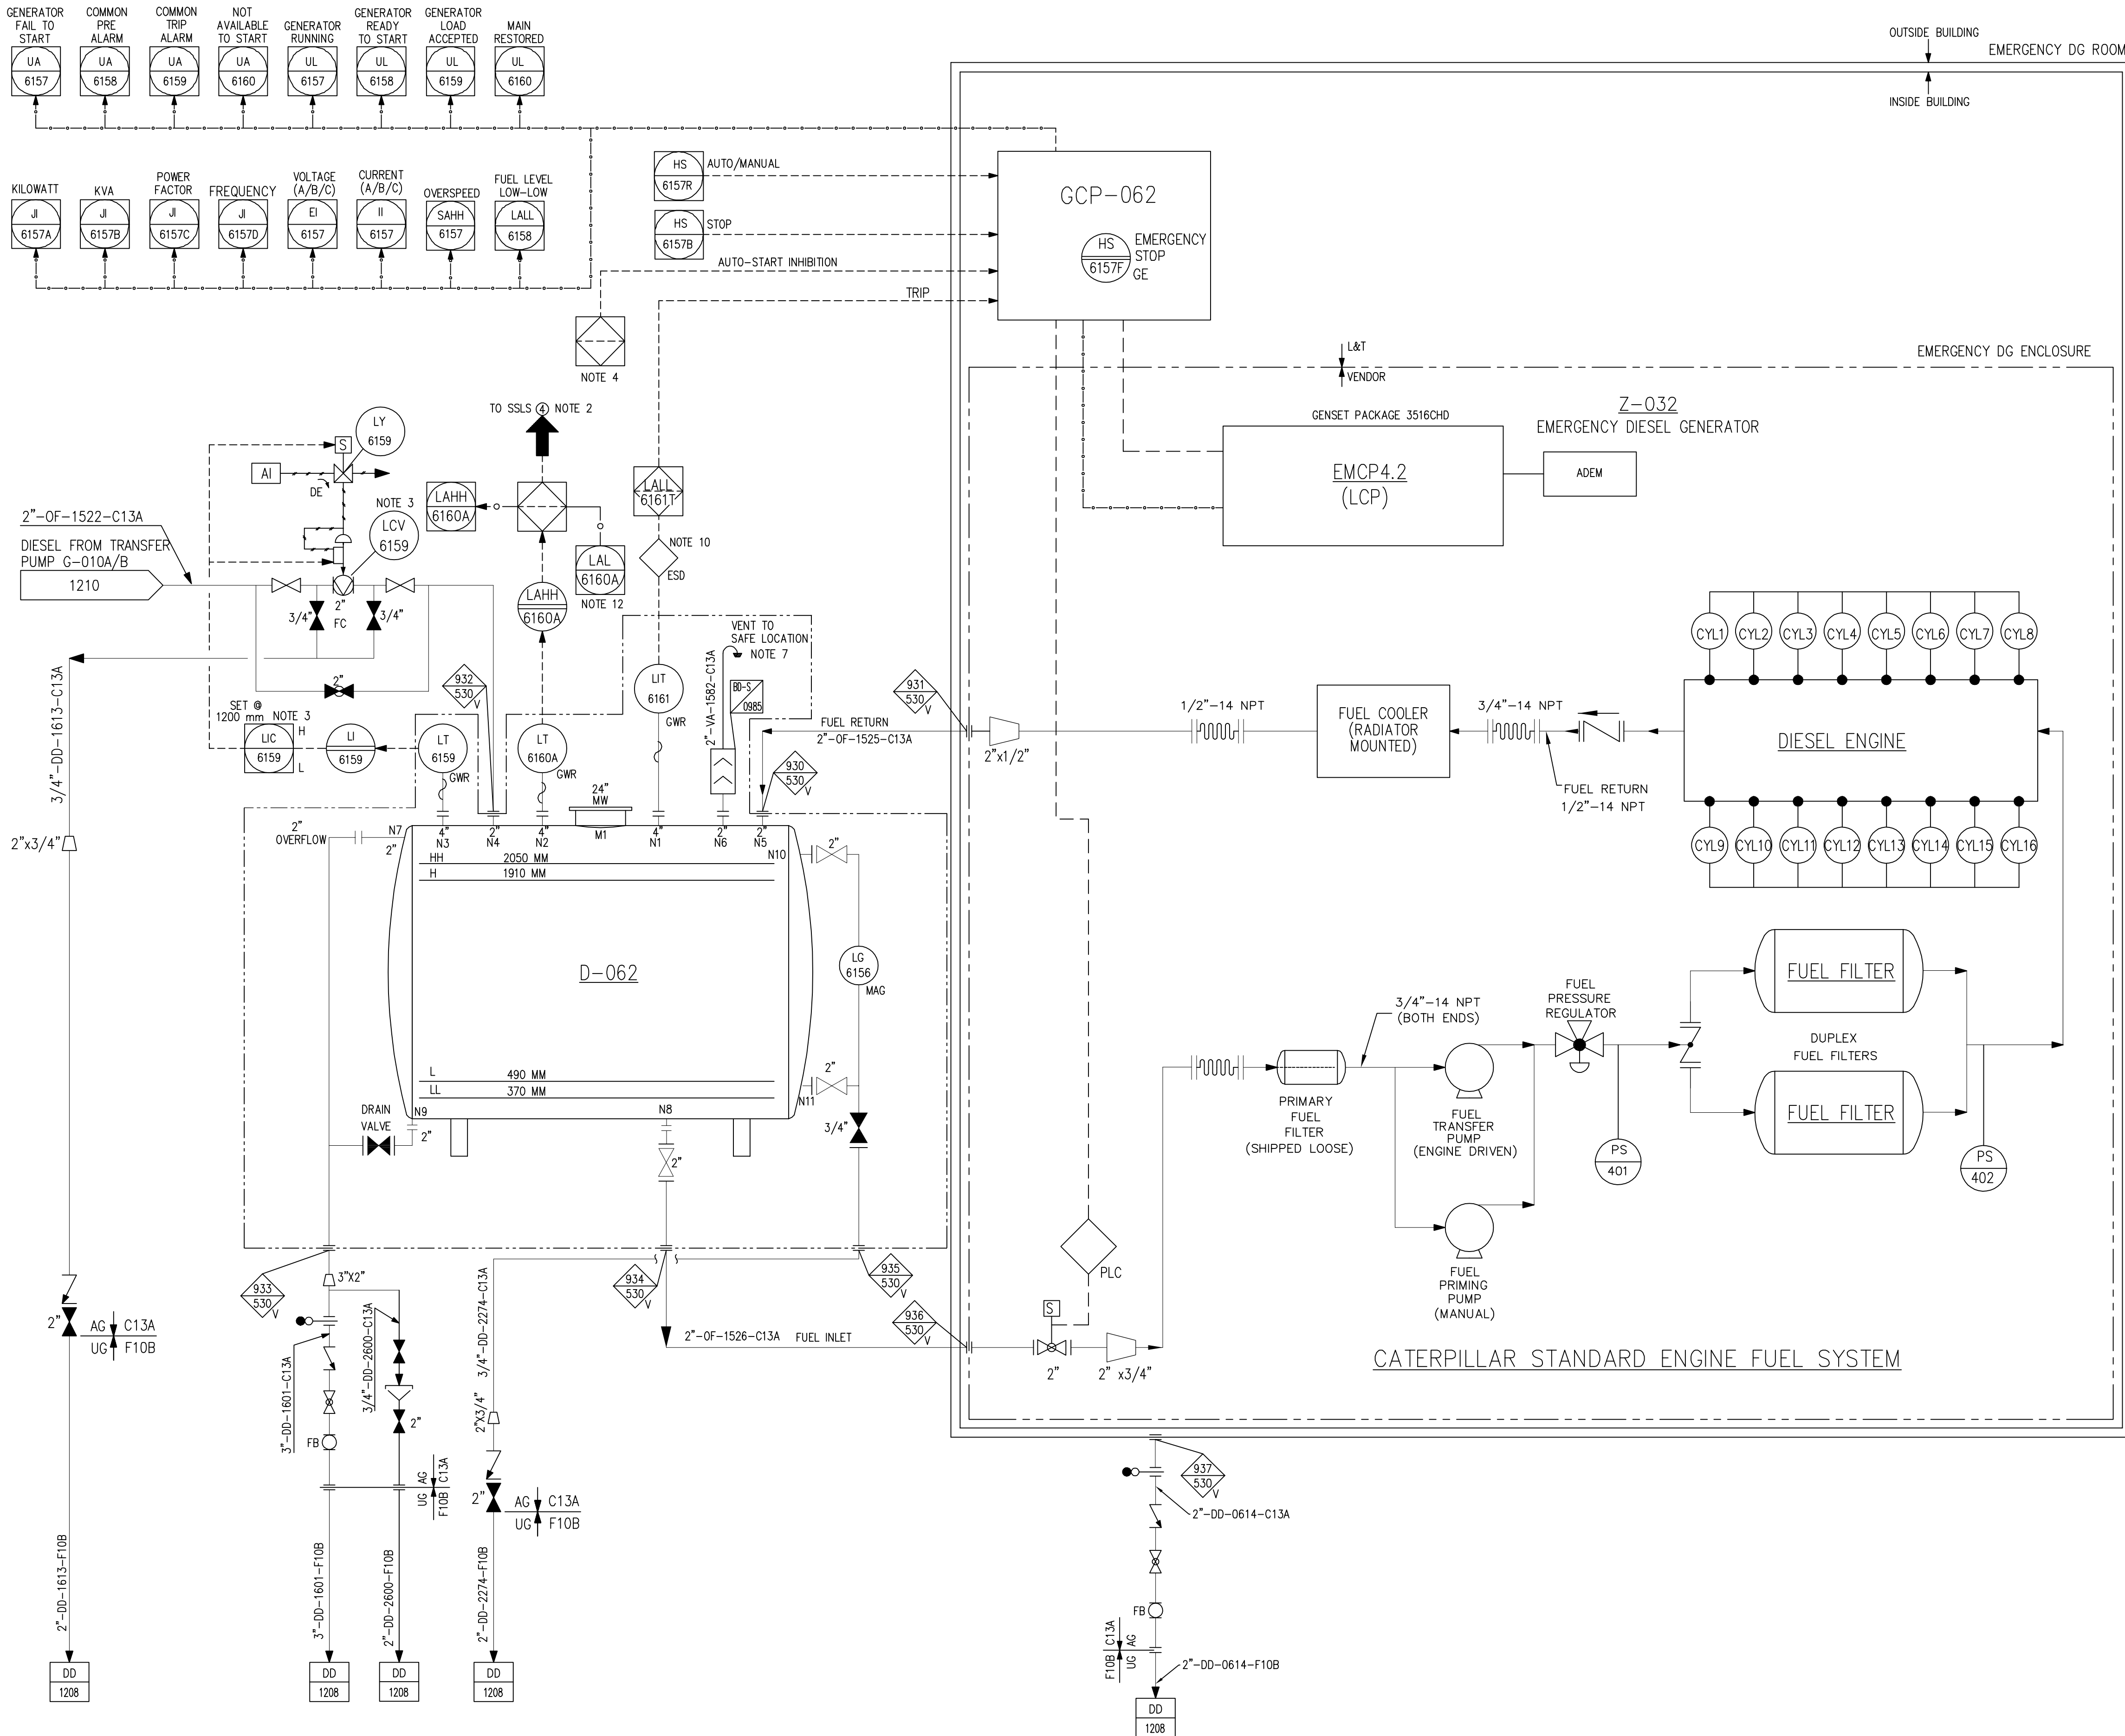 GENERATOR
FAIL TO
START
UA
6157
COMMON
PRE
ALARM
UA
6158
COMMON
TRIP
ALARM
UA
6159
NOT
AVAILABLE
TO START
UA
6160
GENERATOR
RUNNING
UL
6157
GENERATOR
READY
TO START
UL
6158
GENERATOR
LOAD
ACCEPTED
UL
6159
MAIN
RESTORED
UL
6160
OUTSIDE BUILDING
EMERGENCY DG ROOM
INSIDE BUILDING
KILOWATT
JI
6157A
KVA
JI
6157B
POWER
FACTOR
JI
6157C
FREQUENCY
JI
6157D
VOLTAGE
(A/B/C)
EI
6157
CURRENT
(A/B/C)
II
6157
OVERSPEED
SAHH
6157
FUEL LEVEL
LOW-LOW
LALL
6158
HS
6157R
AUTO/MANUAL
HS
6157B
STOP
AUTO-START INHIBITION
TRIP
GCP-062
HS
6157F
EMERGENCY
STOP
GE
NOTE 4
L&T
VENDOR
EMERGENCY DG ENCLOSURE
GENSET PACKAGE 3516CHD
Z-032
EMERGENCY DIESEL GENERATOR
EMCP4.2
(LCP)
ADEM
TO SSLS 4 NOTE 2
LY
6159
S
AI
DE
NOTE 3
LCV
6159
LAHH
6160A
LAL
6160A
NOTE 12
LAHH
6160A
LALL
6161T
NOTE 10
ESD
2"-OF-1522-C13A
DIESEL FROM TRANSFER
PUMP G-010A/B
1210
3/4"
2"
FC
3/4"
2"
3/4"-DD-1613-C13A
SET @
1200 mm
NOTE 3
LIC
6159
H
L
LI
6159
LT
6159
GWR
932
530
V
LT
6160A
GWR
LIT
6161
GWR
2"-VA-1582-C13A
VENT TO
SAFE LOCATION
NOTE 7
BD-S
0985
FUEL RETURN
2"-OF-1525-C13A
930
530
V
931
530
V
2"x1/2"
1/2"-14 NPT
FUEL COOLER
(RADIATOR
MOUNTED)
3/4"-14 NPT
FUEL RETURN
1/2"-14 NPT
CYL1
CYL2
CYL3
CYL4
CYL5
CYL6
CYL7
CYL8
DIESEL ENGINE
CYL9
CYL10
CYL11
CYL12
CYL13
CYL14
CYL15
CYL16
2"x3/4"
2"
OVERFLOW
N7
2"
4"
N3
2"
N4
4"
N2
24"
MW
M1
4"
N1
2"
N6
2"
N5
N10
2"
HH 2050 MM
H 1910 MM
D-062
LG
6156
MAG
L 490 MM
LL 370 MM
2"
N11
3/4"
DRAIN
VALVE
N9
2"
N8
2"
FUEL FILTER
DUPLEX
FUEL FILTERS
FUEL FILTER
FUEL
PRESSURE
REGULATOR
3/4"-14 NPT
(BOTH ENDS)
PRIMARY
FUEL
FILTER
(SHIPPED LOOSE)
FUEL
TRANSFER
PUMP
(ENGINE DRIVEN)
FUEL
PRIMING
PUMP
(MANUAL)
PS
401
PS
402
PLC
S
2"
2" x3/4"
CATERPILLAR STANDARD ENGINE FUEL SYSTEM
933
530
V
934
530
V
935
530
V
936
530
V
2"-OF-1526-C13A FUEL INLET
3"X2"
3"-DD-1601-C13A
3/4"-DD-2600-C13A
2"
FB
UG AG
F10B C13A
3/4"-DD-2274-C13A
2"X3/4"
2"
AG C13A
UG F10B
2"
AG C13A
UG F10B
2"-DD-1613-F10B
3"-DD-1601-F10B
2"-DD-2600-F10B
2"-DD-2274-F10B
937
530
V
2"-DD-0614-C13A
FB
F10B C13A
UG AG
2"-DD-0614-F10B
DD
1208
DD
1208
DD
1208
DD
1208
DD
1208